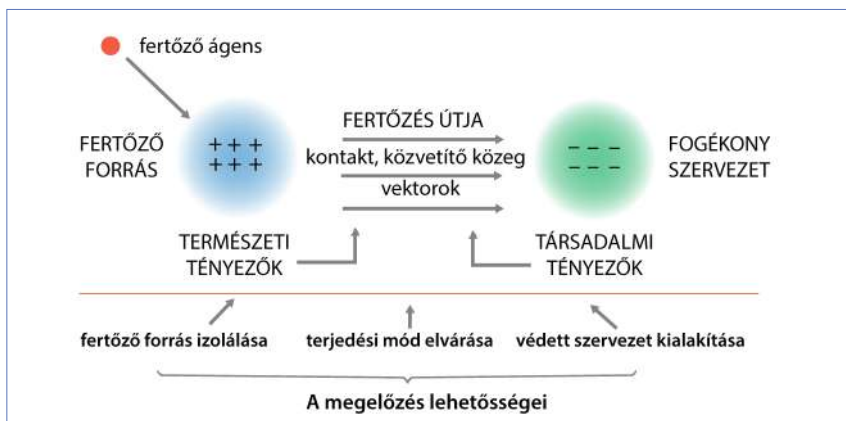 fertőző ágens
FERTŐZŐ
FORRÁS
+ + +
+ + +
FERTŐZÉS ÚTJA
kontakt, közvetítő közeg
vektorok
– – –
– – –
FOGÉKONY
SZERVEZET
TERMÉSZETI
TÉNYEZŐK
TÁRSADALMI
TÉNYEZŐK
fertőző forrás izolálása
terjedési mód elvárása
védett szervezet kialakítása
A megelőzés lehetőségei